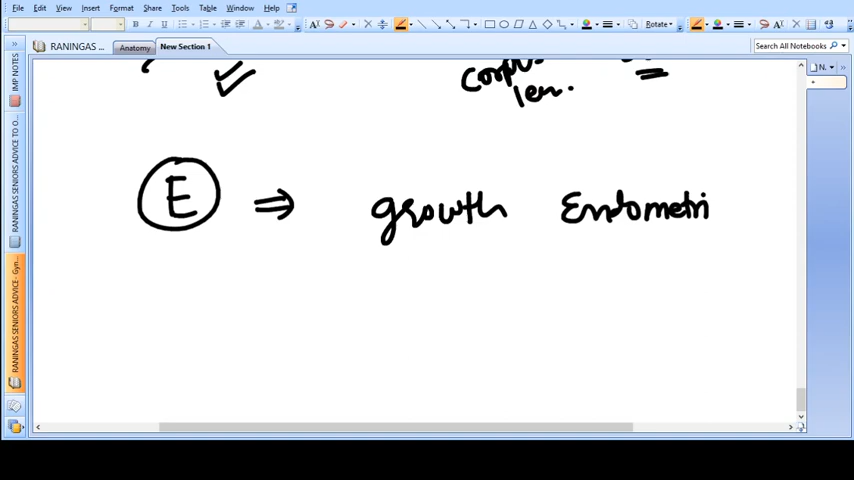 File Edit View Insert Format Share Tools Table Window Help
Rotate
RANINGAS ... Anatomy New Section 1 Search All Notebooks
N.
IMP NOTES
RANINGAS SENIORS ADVICE TO O
RANINGAS SENIORS ADVICE- Gyn
E ⇒ growth Endometri